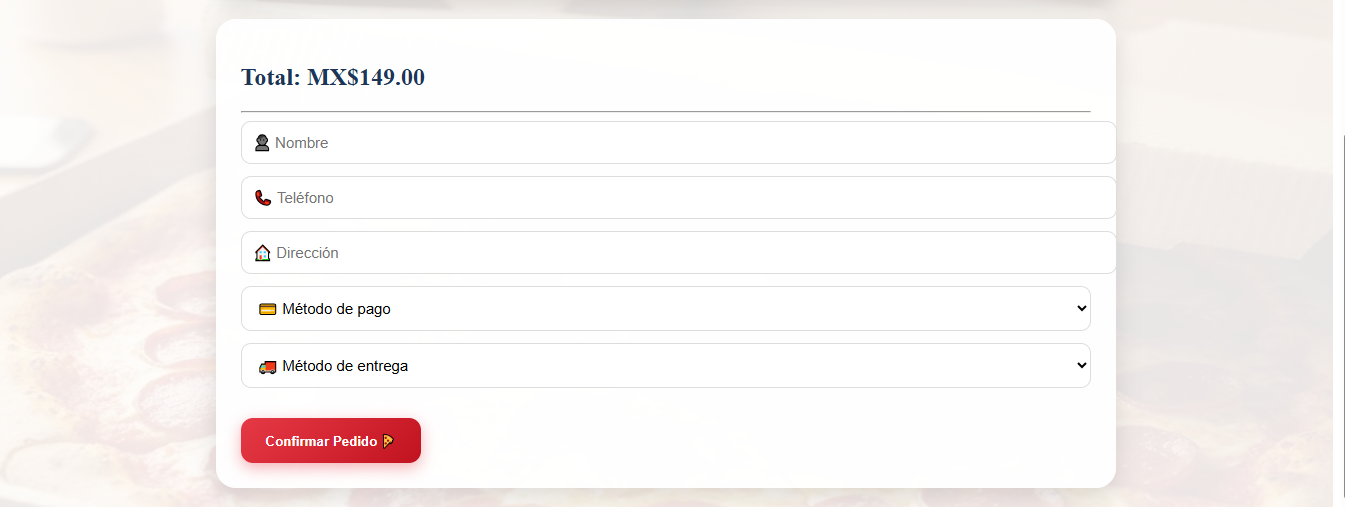 Total: MX$149.00
Nombre
Teléfono
Dirección
Método de pago
Método de entrega
Confirmar Pedido